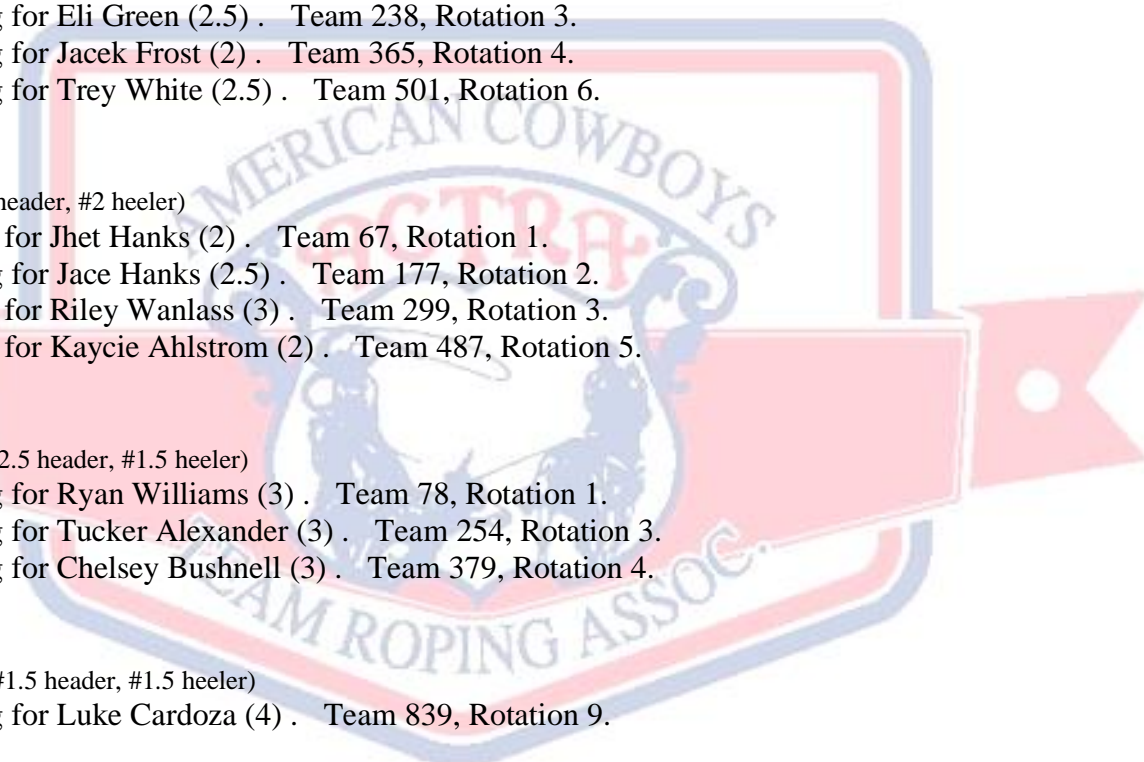 for Eli Green (2.5) .   Team 238, Rotation 3.
for Jacek Frost (2) .   Team 365, Rotation 4.
for Trey White (2.5) .   Team 501, Rotation 6.
AMERICAN COWBOYS
header, #2 heeler)
ACTRA
for Jhet Hanks (2) .   Team 67, Rotation 1.
for Jace Hanks (2.5) .   Team 177, Rotation 2.
for Riley Wanlass (3) .   Team 299, Rotation 3.
for Kaycie Ahlstrom (2) .   Team 487, Rotation 5.
2.5 header, #1.5 heeler)
for Ryan Williams (3) .   Team 78, Rotation 1.
for Tucker Alexander (3) .   Team 254, Rotation 3.
for Chelsey Bushnell (3) .   Team 379, Rotation 4.
TEAM ROPING ASSOC.
#1.5 header, #1.5 heeler)
for Luke Cardoza (4) .   Team 839, Rotation 9.